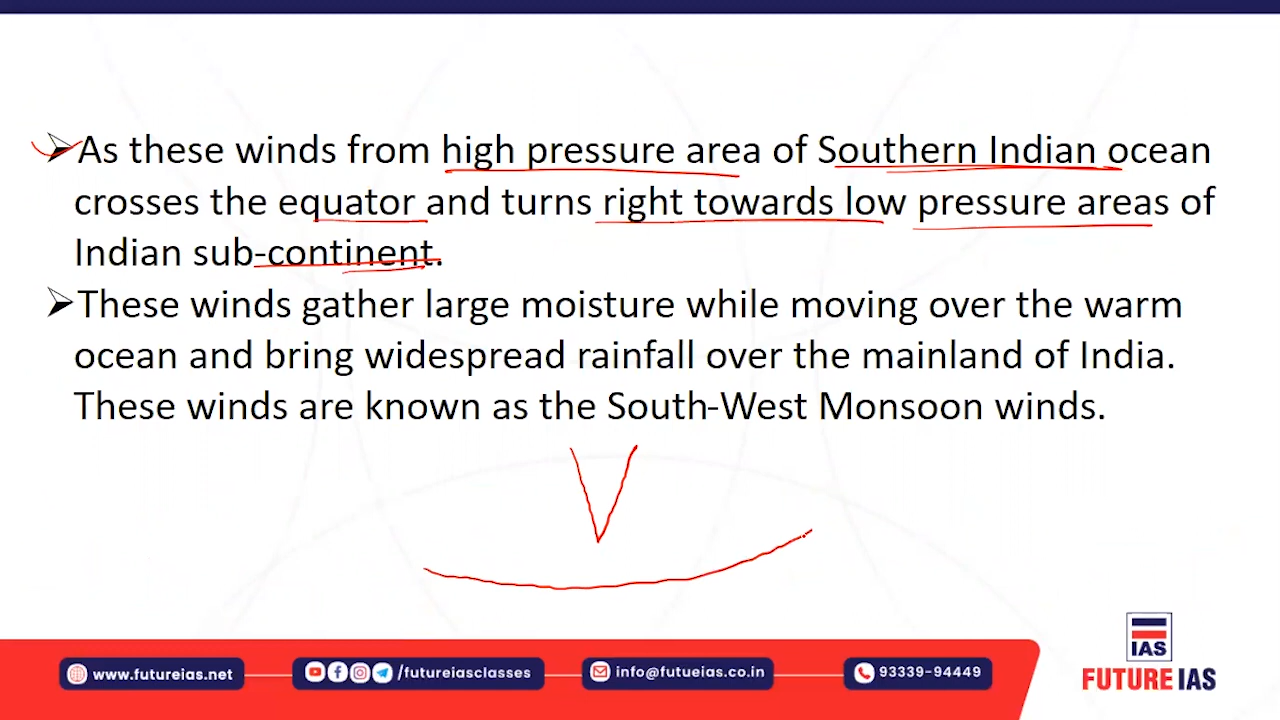 ➢As these winds from high pressure area of Southern Indian ocean
crosses the equator and turns right towards low pressure areas of
Indian sub-continent.
➢These winds gather large moisture while moving over the warm
ocean and bring widespread rainfall over the mainland of India.
These winds are known as the South-West Monsoon winds.
IAS
www.futureias.net
/futureiasclasses
info@futueias.co.in
93339-94449
FUTURE IAS